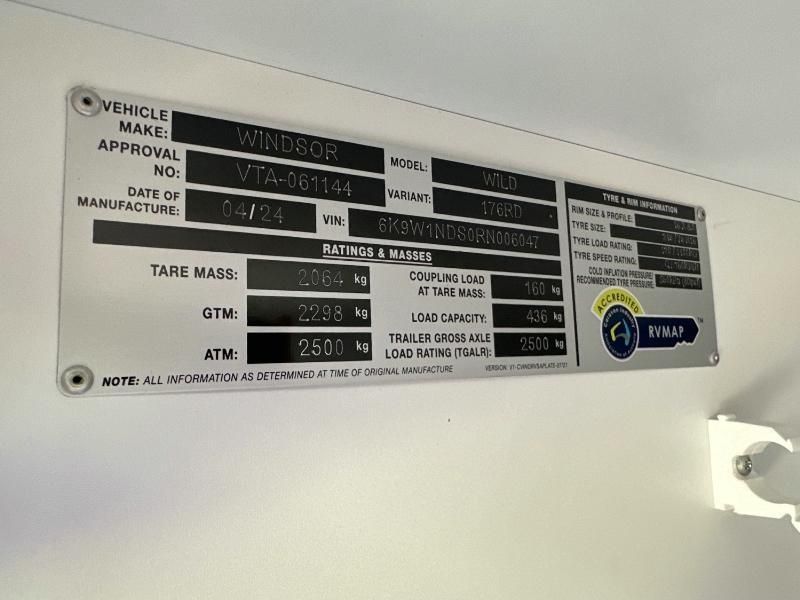 VEHICLE MAKE: WINDSOR MODEL: WILD
APPROVAL NO: VTA-061144 VARIANT: 176RD
DATE OF MANUFACTURE: 04/24 VIN: 6K9W1NDS0RN006047
RATINGS & MASSES
TARE MASS: 2064 kg COUPLING LOAD AT TARE MASS: 160 kg
GTM: 2298 kg LOAD CAPACITY: 436 kg
ATM: 2500 kg TRAILER GROSS AXLE LOAD RATING (TGALR): 2500 kg
NOTE: ALL INFORMATION AS DETERMINED AT TIME OF ORIGINAL MANUFACTURE
TYRE & RIM INFORMATION
RIM SIZE & PROFILE:
TYRE SIZE:
TYRE LOAD RATING:
TYRE SPEED RATING:
COLD INFLATION PRESSURE/
RECOMMENDED TYRE PRESSURE:
ACCREDITED
RVMAP™